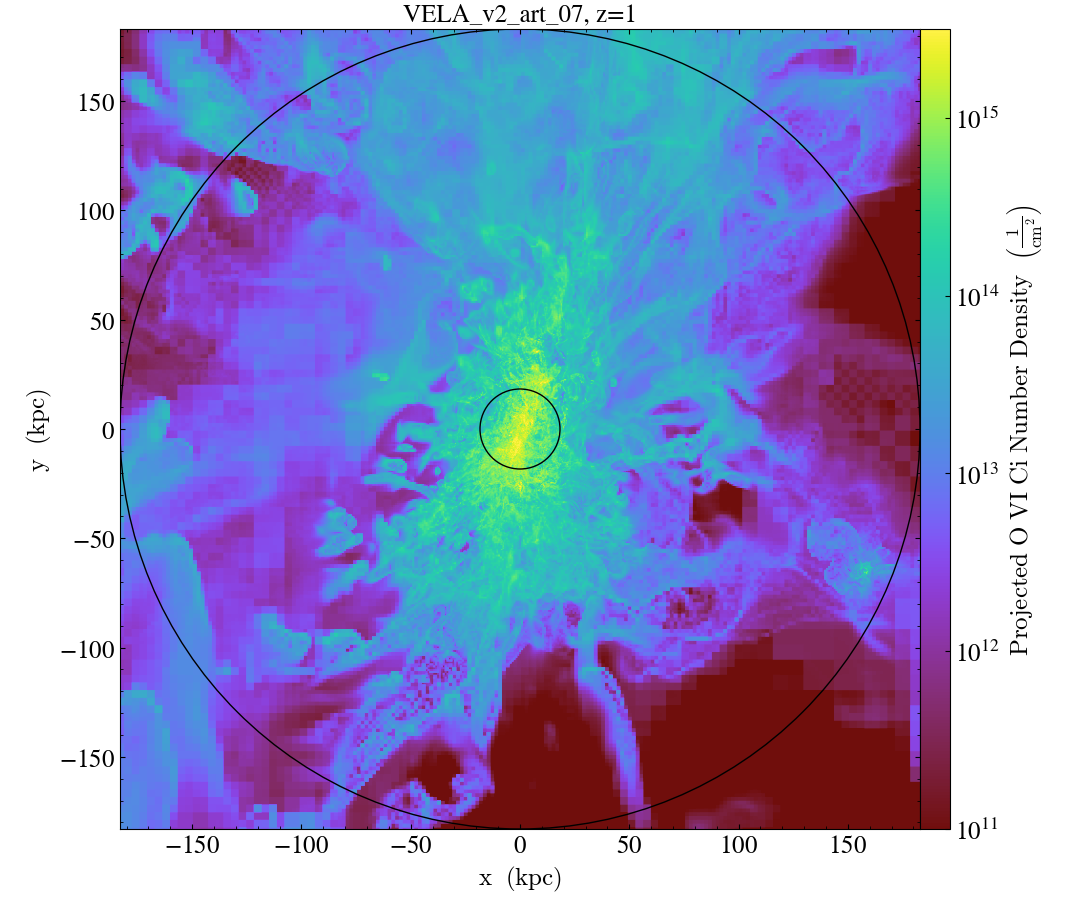 VELA_v2_art_07, z=1
150
100
50
0
−50
−100
−150
y (kpc)
−150 −100 −50 0 50 100 150
x (kpc)
10^15
10^14
10^13
10^12
10^11
Projected O VI Ci Number Density (1/cm^2)